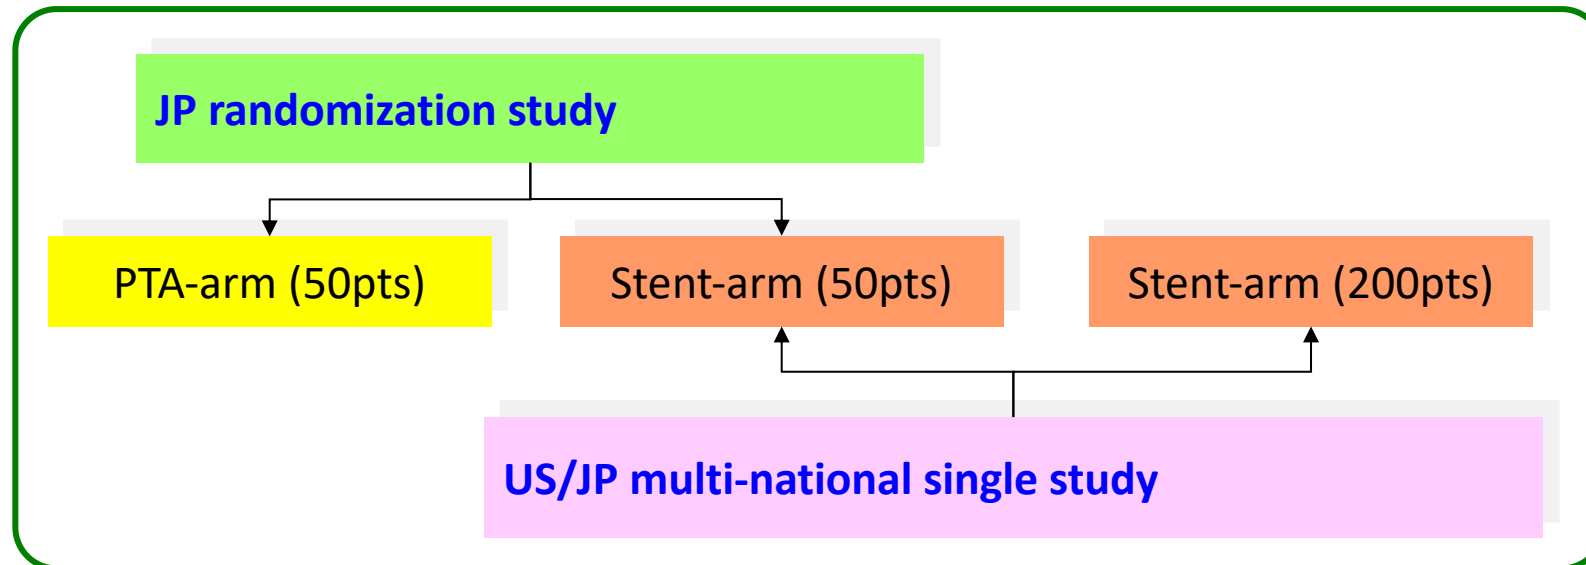 JP randomization study
PTA-arm (50pts)
Stent-arm (50pts)
Stent-arm (200pts)
US/JP multi-national single study